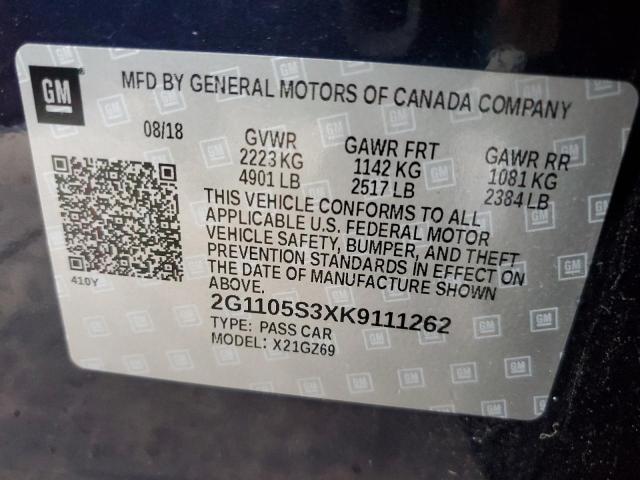 GM
MFD BY GENERAL MOTORS OF CANADA COMPANY
08/18
GVWR
2223 KG
4901 LB
GAWR FRT
1142 KG
2517 LB
GAWR RR
1081 KG
2384 LB
THIS VEHICLE CONFORMS TO ALL
APPLICABLE U.S. FEDERAL MOTOR
VEHICLE SAFETY, BUMPER, AND THEFT
PREVENTION STANDARDS IN EFFECT ON
THE DATE OF MANUFACTURE SHOWN
ABOVE.
410Y
2G1105S3XK9111262
TYPE: PASS CAR
MODEL: X21GZ69